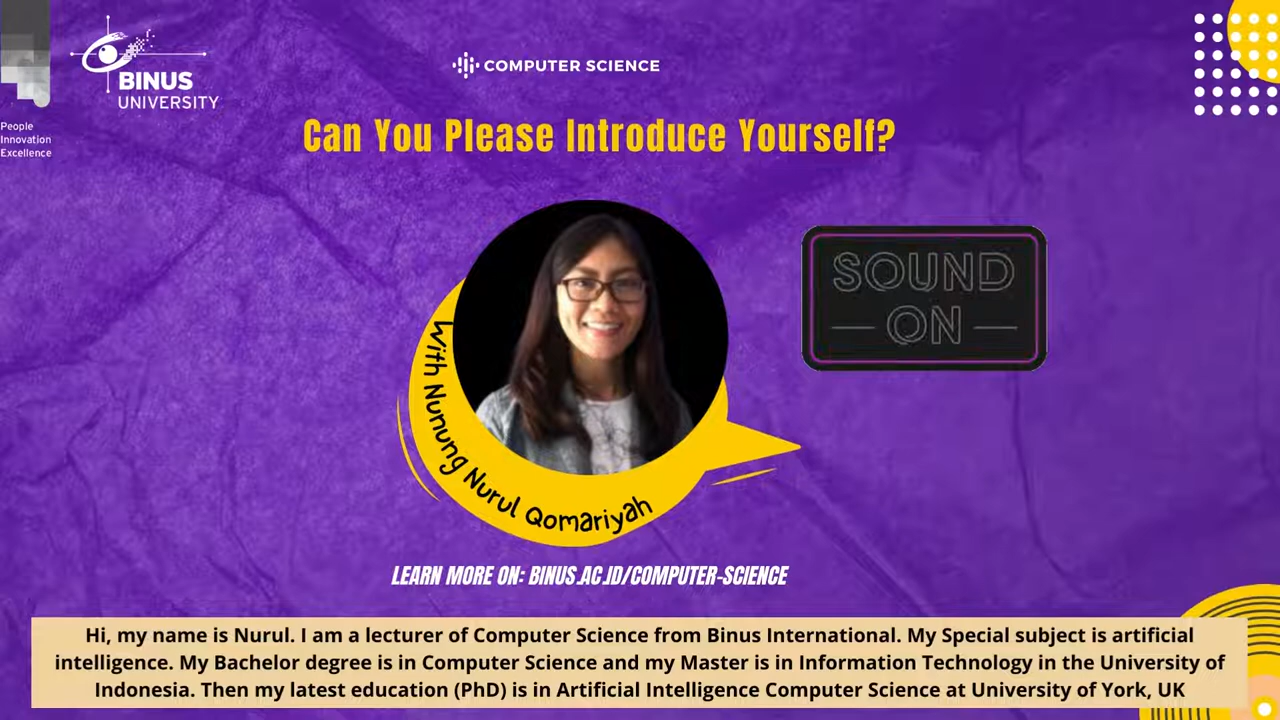 People
Innovation
Excellence
BINUS
UNIVERSITY
COMPUTER SCIENCE
Can You Please Introduce Yourself?
SOUND
ON
With Nunung Nurul Qomariyah
LEARN MORE ON: BINUS.AC.ID/COMPUTER-SCIENCE
Hi, my name is Nurul. I am a lecturer of Computer Science from Binus International. My Special subject is artificial
intelligence. My Bachelor degree is in Computer Science and my Master is in Information Technology in the University of
Indonesia. Then my latest education (PhD) is in Artificial Intelligence Computer Science at University of York, UK